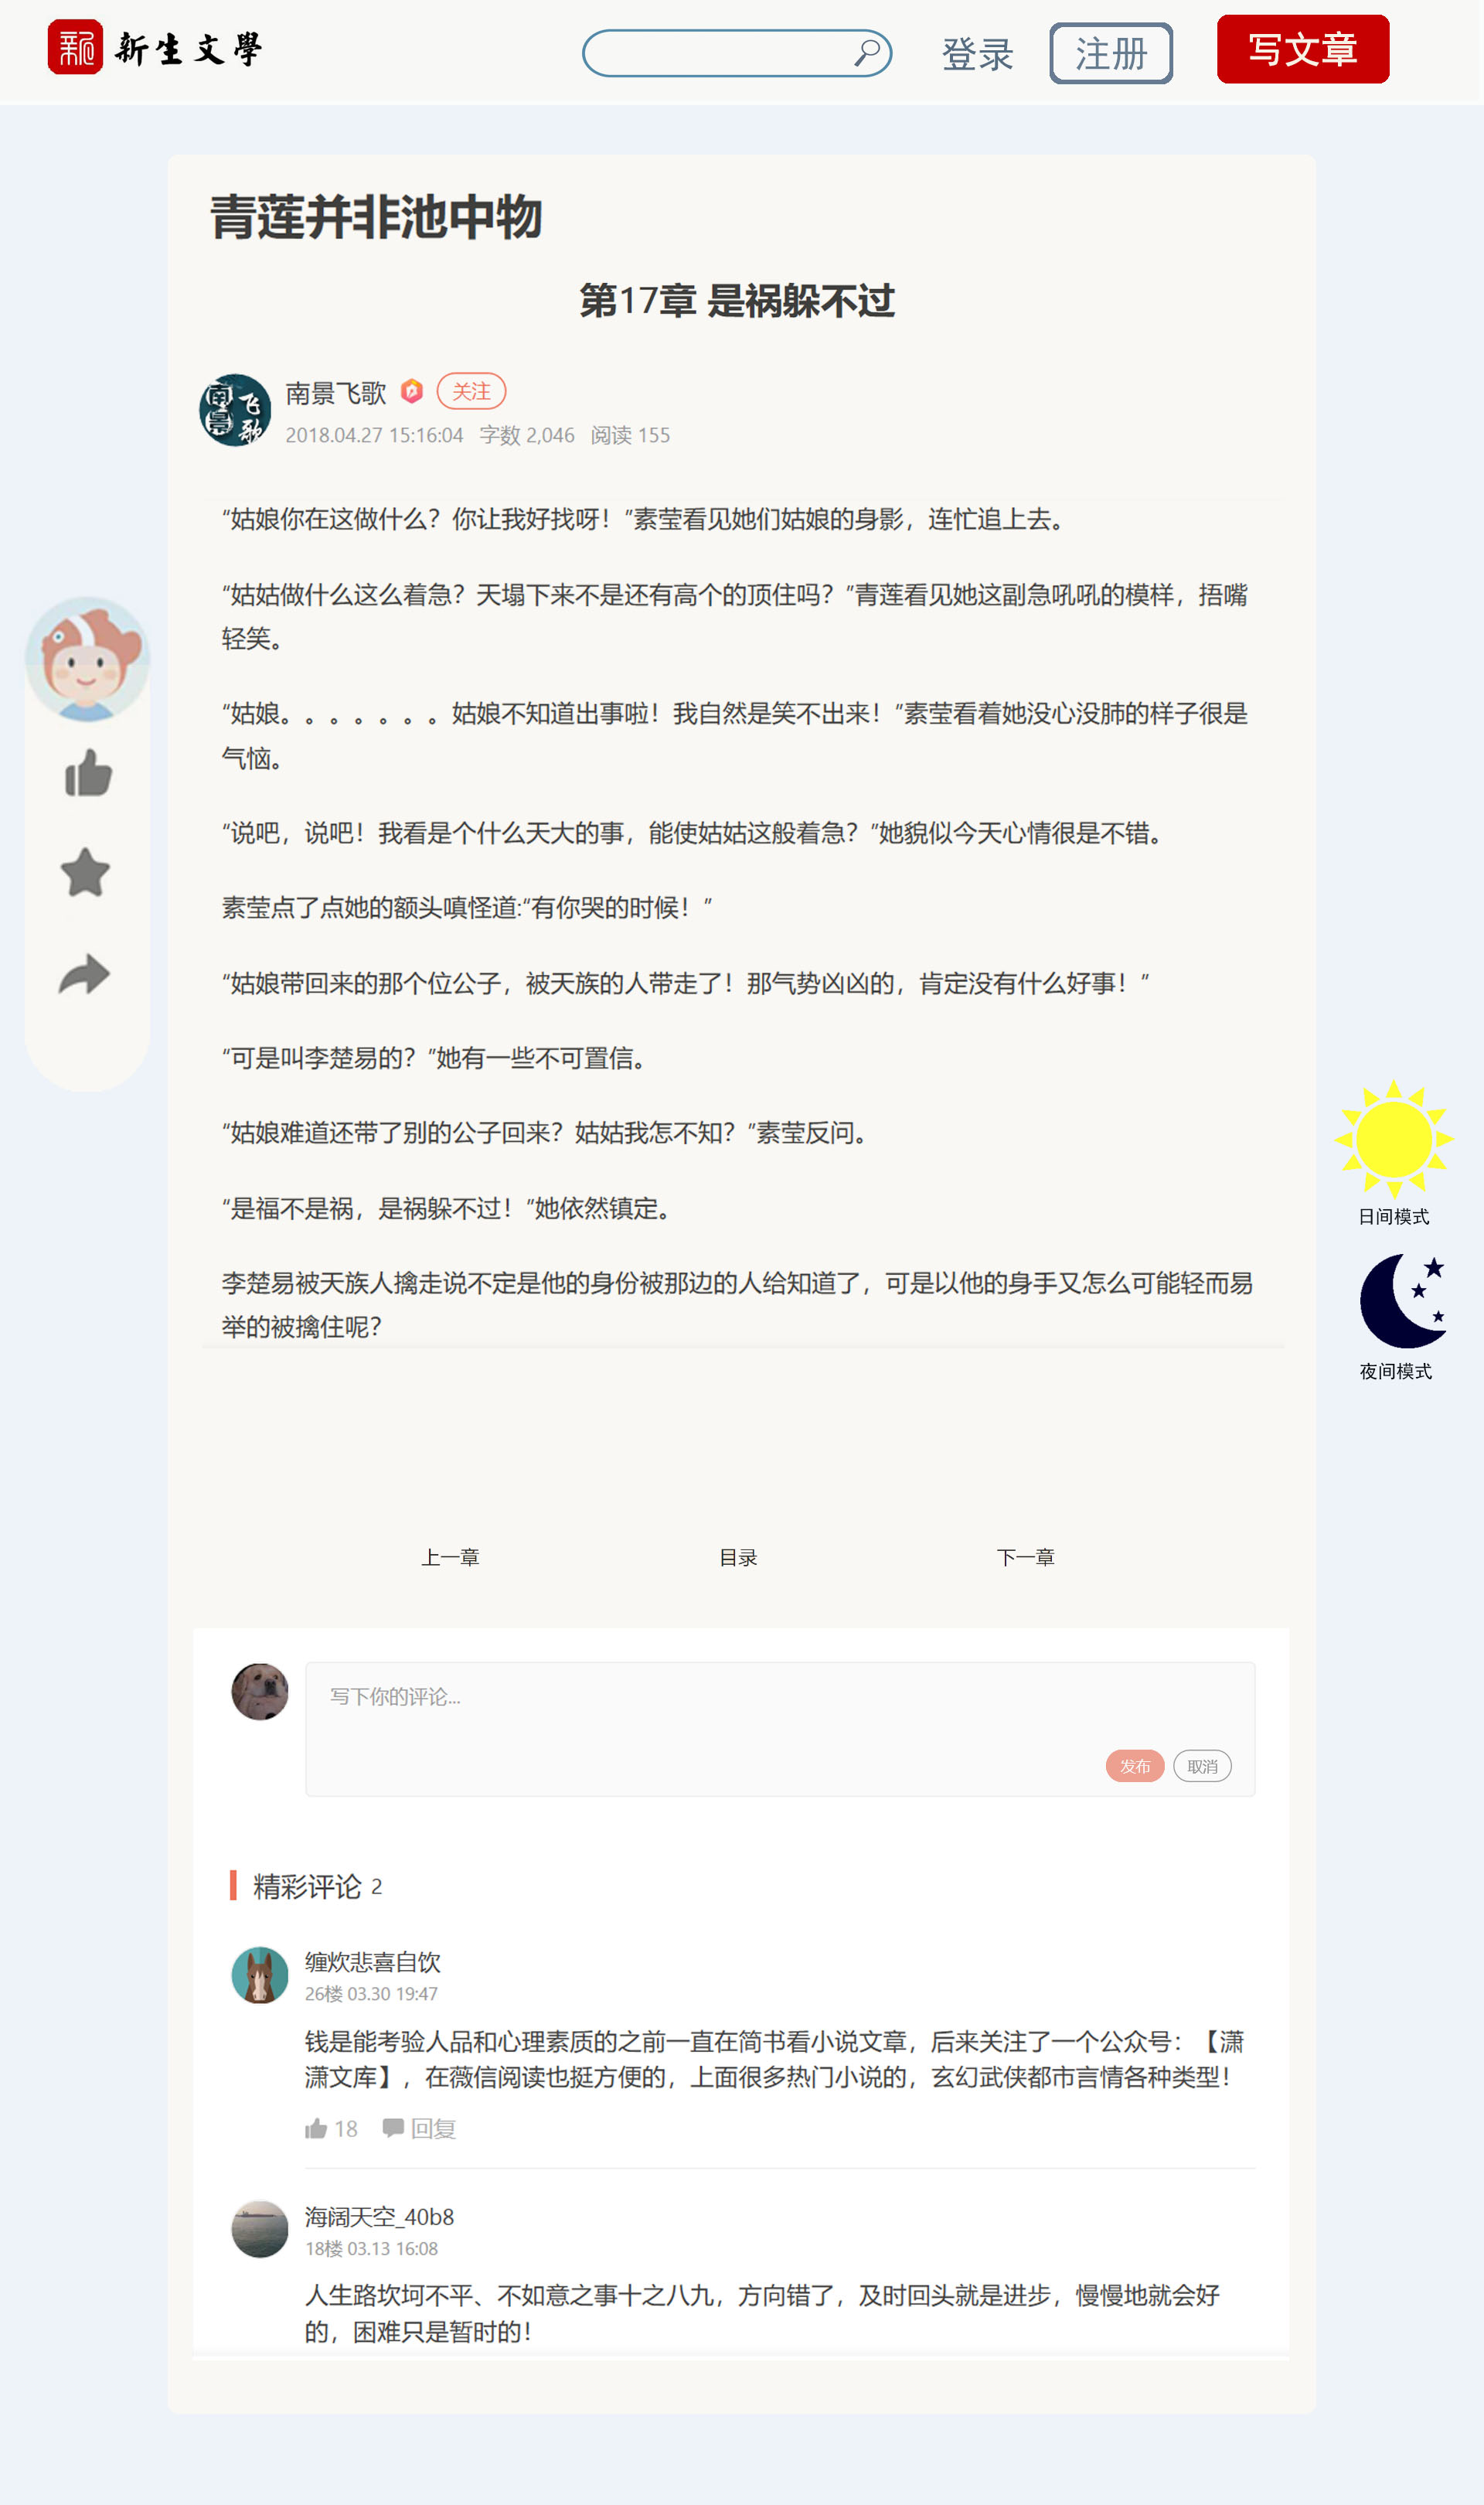 新生文學
登录
注册
写文章
青莲并非池中物
第17章 是祸躲不过
南景飞歌
南景飞歌 关注
2018.04.27 15:16:04 字数 2,046 阅读 155
“姑娘你在这做什么？你让我好找呀！”素莹看见她们姑娘的身影，连忙追上去。
“姑姑做什么这么着急？天塌下来不是还有高个的顶住吗？”青莲看见她这副急吼吼的模样，捂嘴
轻笑。
“姑娘。。。。。。。姑娘不知道出事啦！我自然是笑不出来！”素莹看着她没心没肺的样子很是
气恼。
“说吧，说吧！我看是个什么天大的事，能使姑姑这般着急？”她貌似今天心情很是不错。
素莹点了点她的额头嗔怪道:“有你哭的时候！”
“姑娘带回来的那个位公子，被天族的人带走了！那气势凶凶的，肯定没有什么好事！”
“可是叫李楚易的？”她有一些不可置信。
“姑娘难道还带了别的公子回来？姑姑我怎不知？”素莹反问。
“是福不是祸，是祸躲不过！”她依然镇定。
李楚易被天族人擒走说不定是他的身份被那边的人给知道了，可是以他的身手又怎么可能轻而易
举的被擒住呢？
日间模式
夜间模式
上一章 目录 下一章
写下你的评论...
发布 取消
精彩评论 2
缠炊悲喜自饮
26楼 03.30 19:47
钱是能考验人品和心理素质的之前一直在简书看小说文章，后来关注了一个公众号：【潇
潇文库】，在薇信阅读也挺方便的，上面很多热门小说的，玄幻武侠都市言情各种类型！
18 回复
海阔天空_40b8
18楼 03.13 16:08
人生路坎坷不平、不如意之事十之八九，方向错了，及时回头就是进步，慢慢地就会好
的，困难只是暂时的！